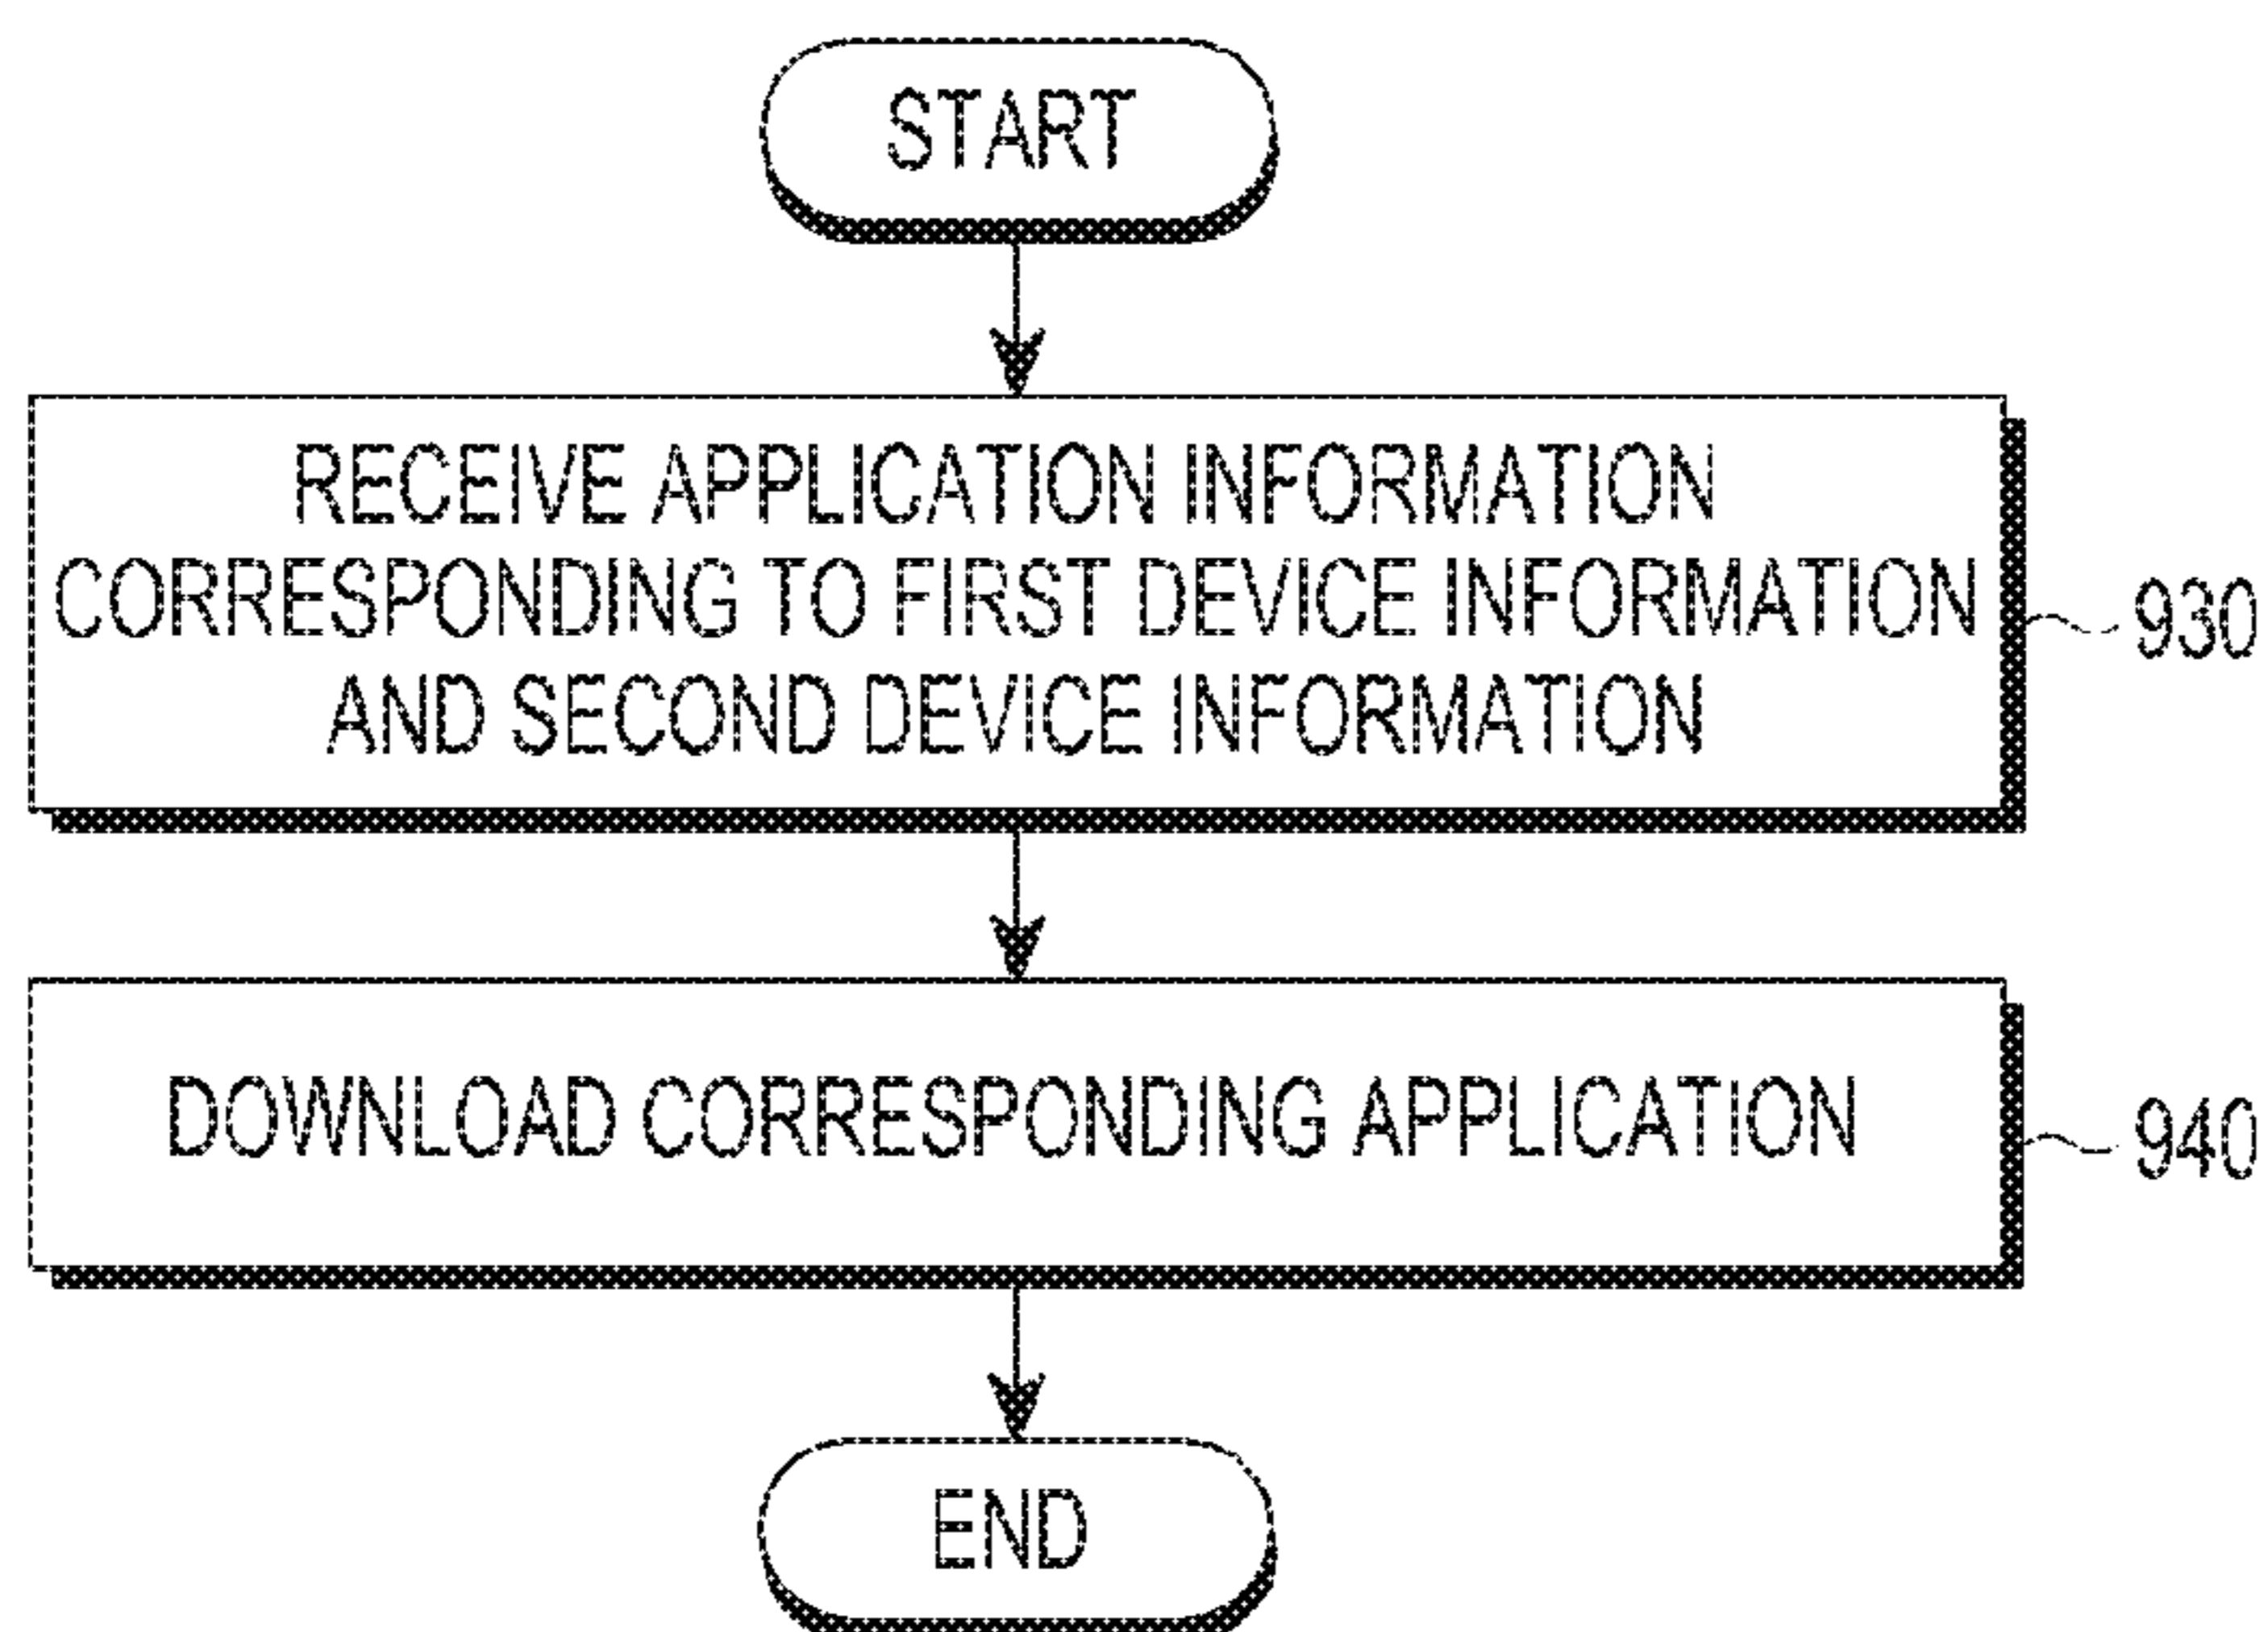 START
RECEIVE APPLICATION INFORMATION
CORRESPONDING TO FIRST DEVICE INFORMATION
AND SECOND DEVICE INFORMATION
930
DOWNLOAD CORRESPONDING APPLICATION
940
END